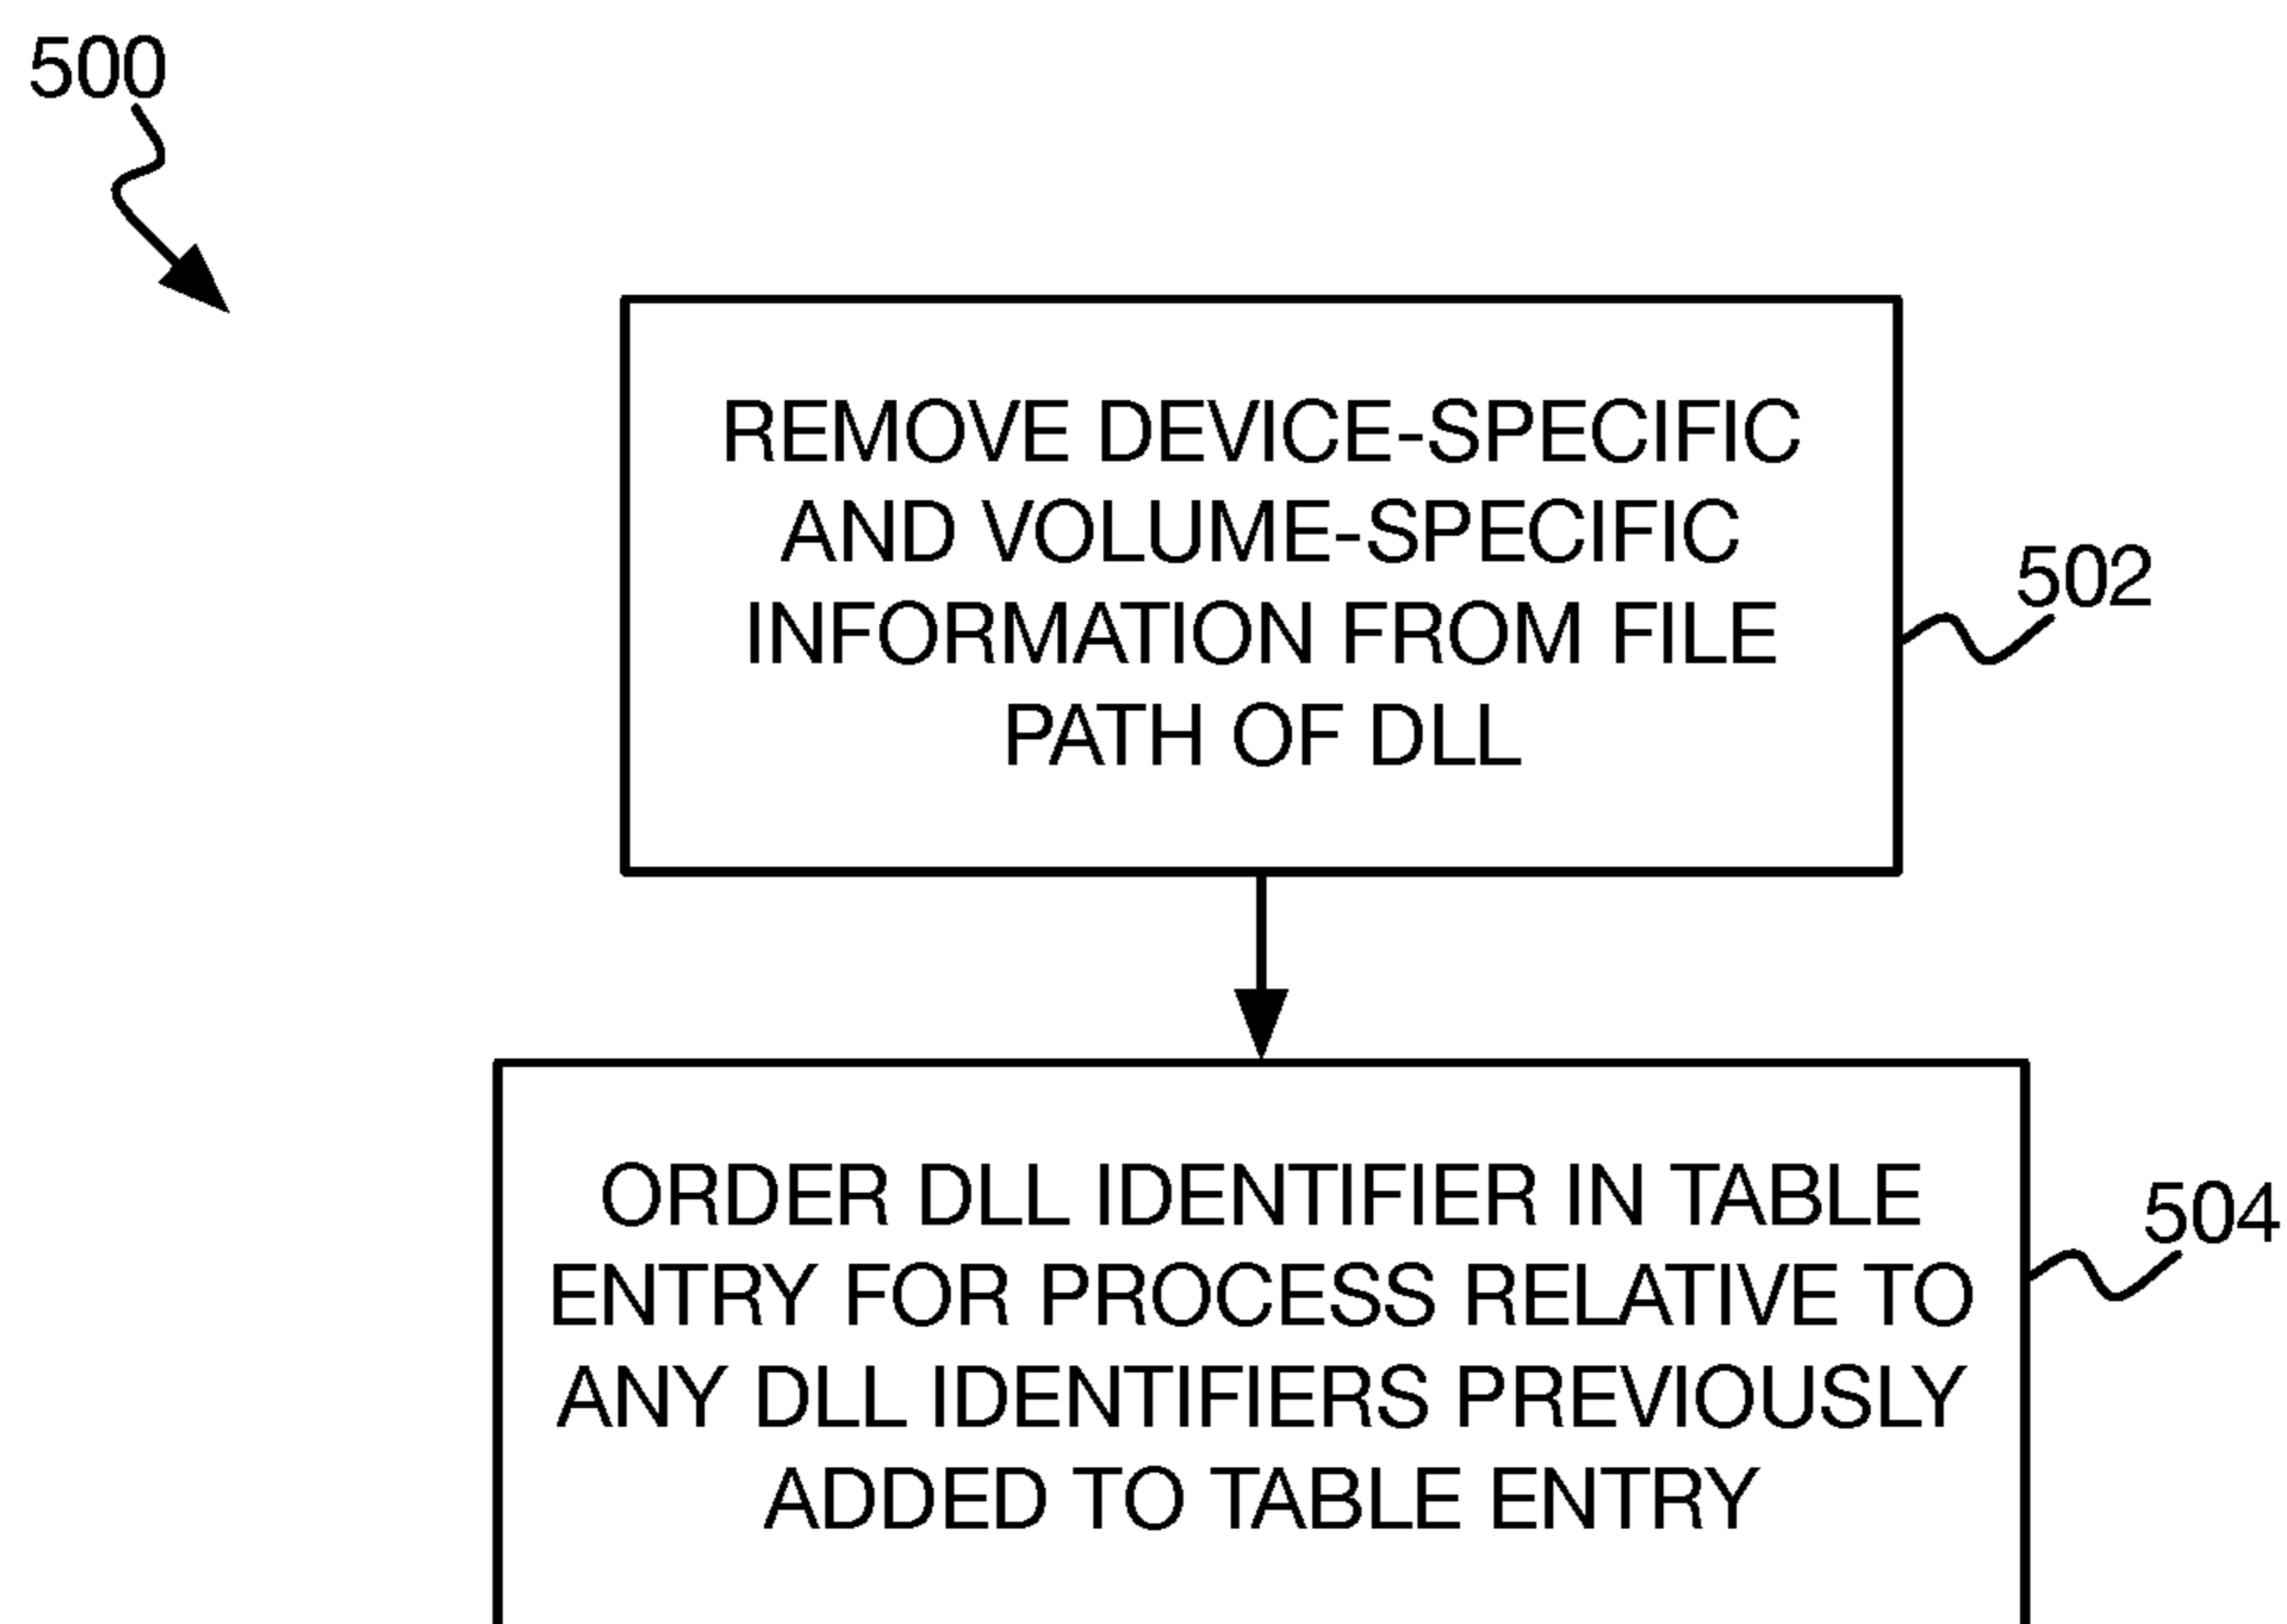 500
REMOVE DEVICE-SPECIFIC
AND VOLUME-SPECIFIC
INFORMATION FROM FILE
PATH OF DLL
502
ORDER DLL IDENTIFIER IN TABLE
ENTRY FOR PROCESS RELATIVE TO
ANY DLL IDENTIFIERS PREVIOUSLY
ADDED TO TABLE ENTRY
504